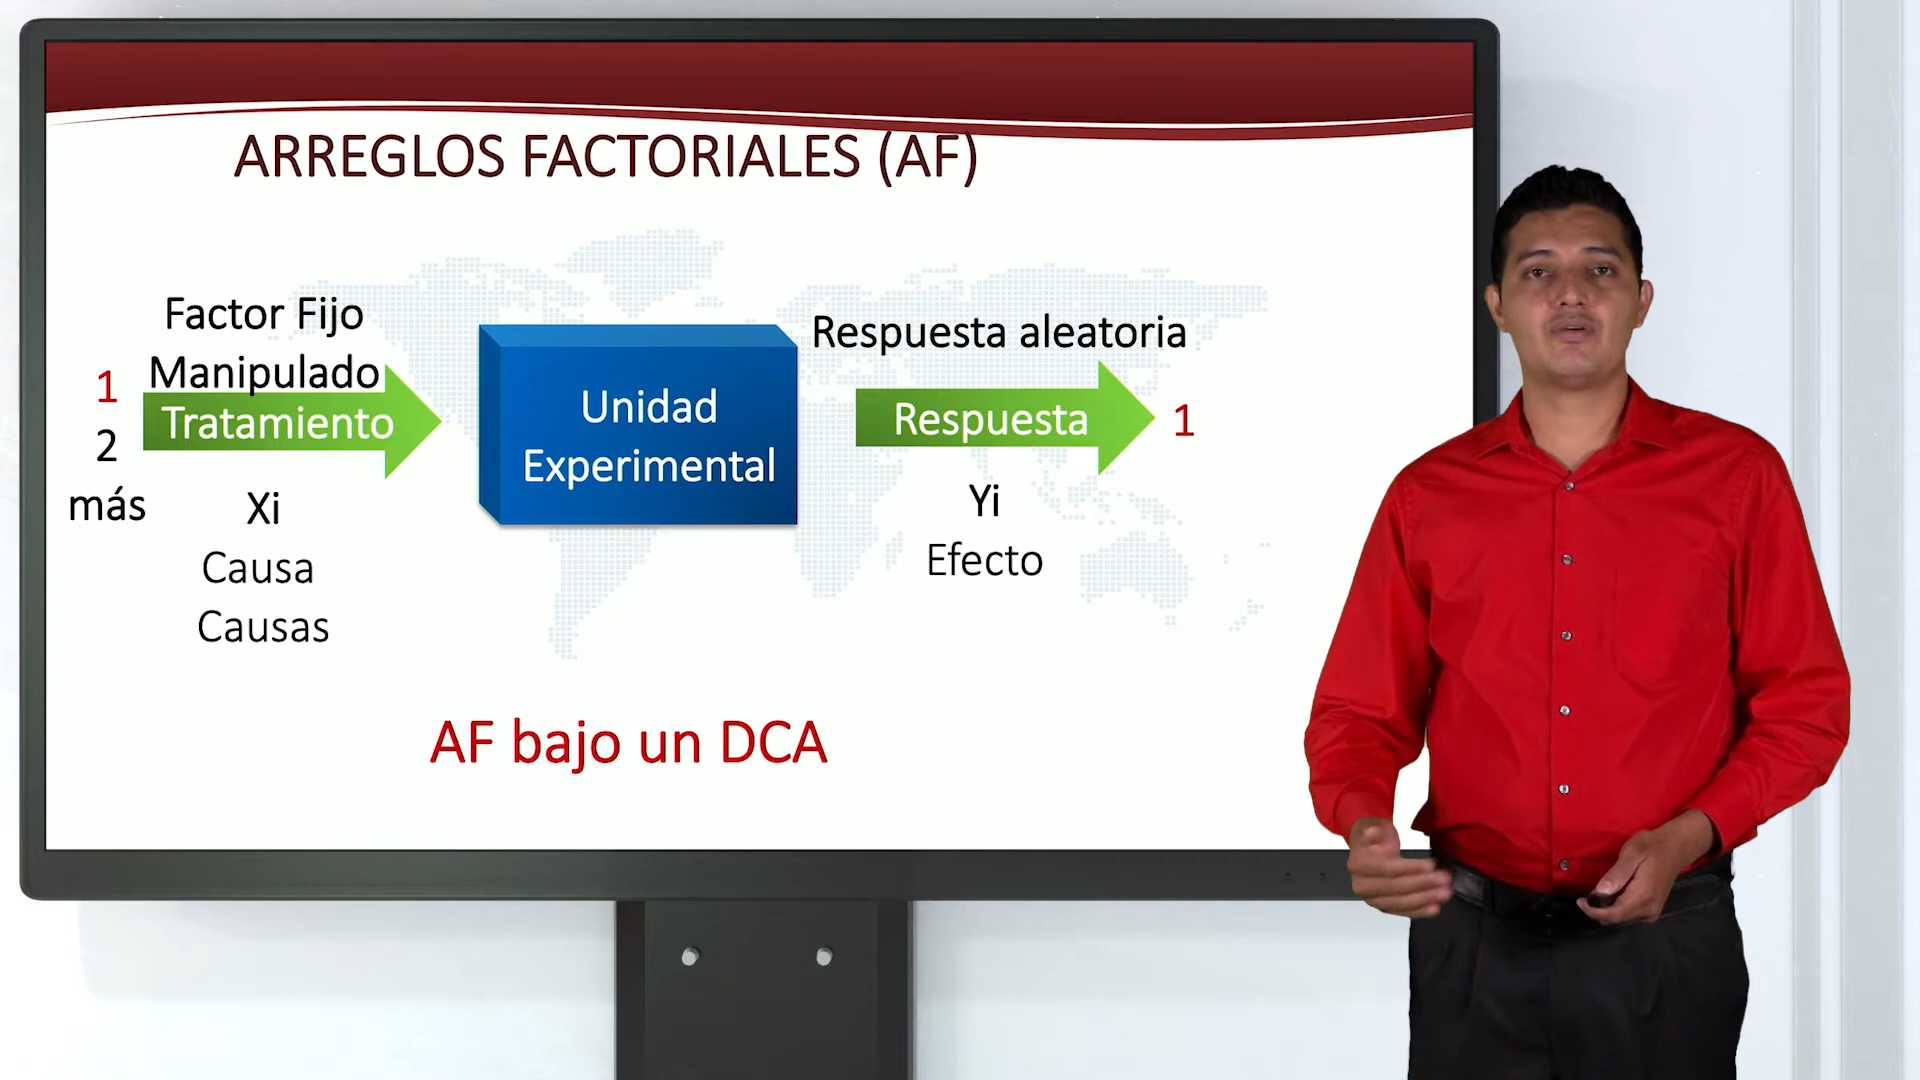 ARREGLOS FACTORIALES (AF)
Factor Fijo
Manipulado
1
Tratamiento
2
más
Xi
Causa
Causas
Unidad
Experimental
Respuesta aleatoria
Respuesta
1
Yi
Efecto
AF bajo un DCA